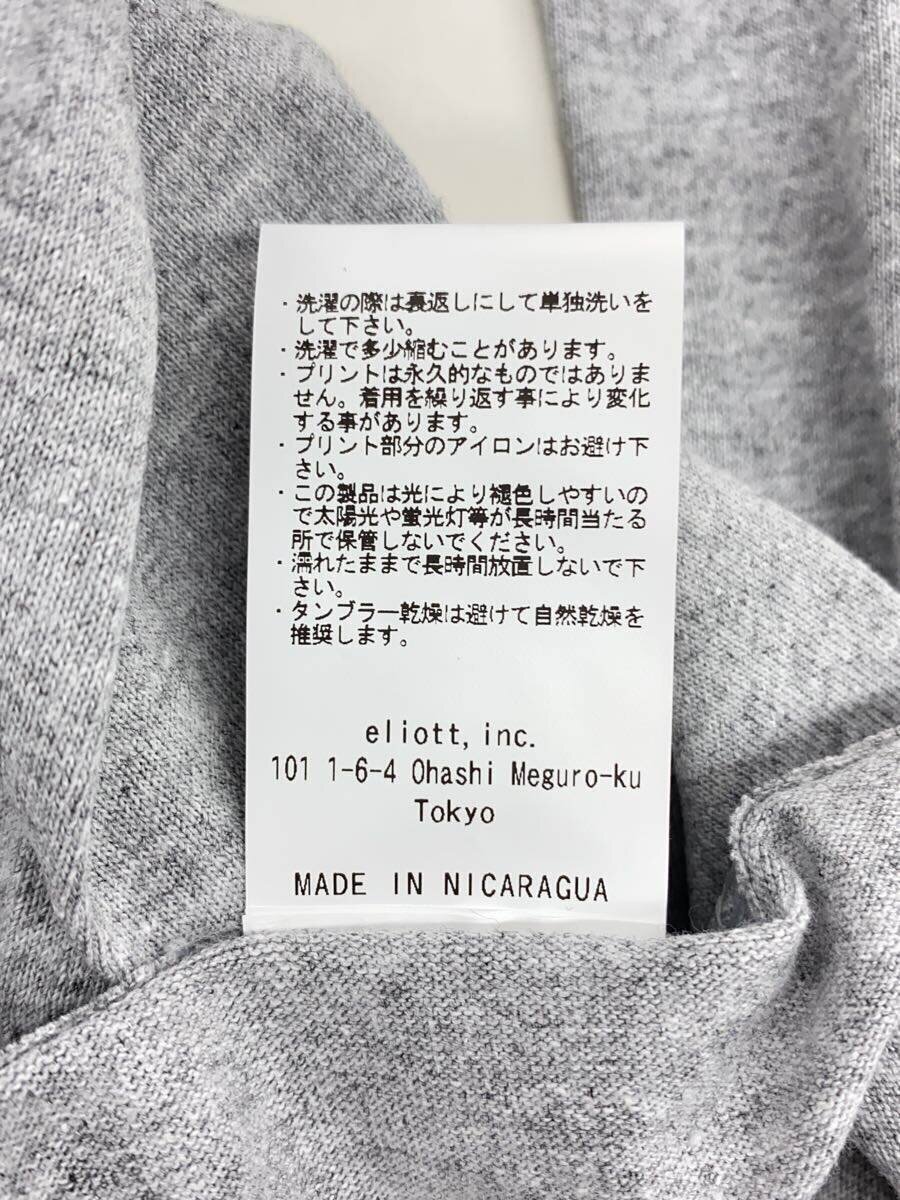 ・洗濯の際は裏返しにして単独洗いを
して下さい。
・洗濯で多少縮むことがあります。
・プリントは永久的なものではありま
せん。着用を繰り返す事により変化
する事があります。
・プリント部分のアイロンはお避け下
さい。
・この製品は光により褪色しやすいの
で太陽光や蛍光灯等が長時間当たる
所で保管しないでください。
・濡れたままで長時間放置しないで下
さい。
・タンブラー乾燥は避けて自然乾燥を
推奨します。
eliott, inc.
101 1-6-4 Ohashi Meguro-ku
Tokyo
MADE IN NICARAGUA